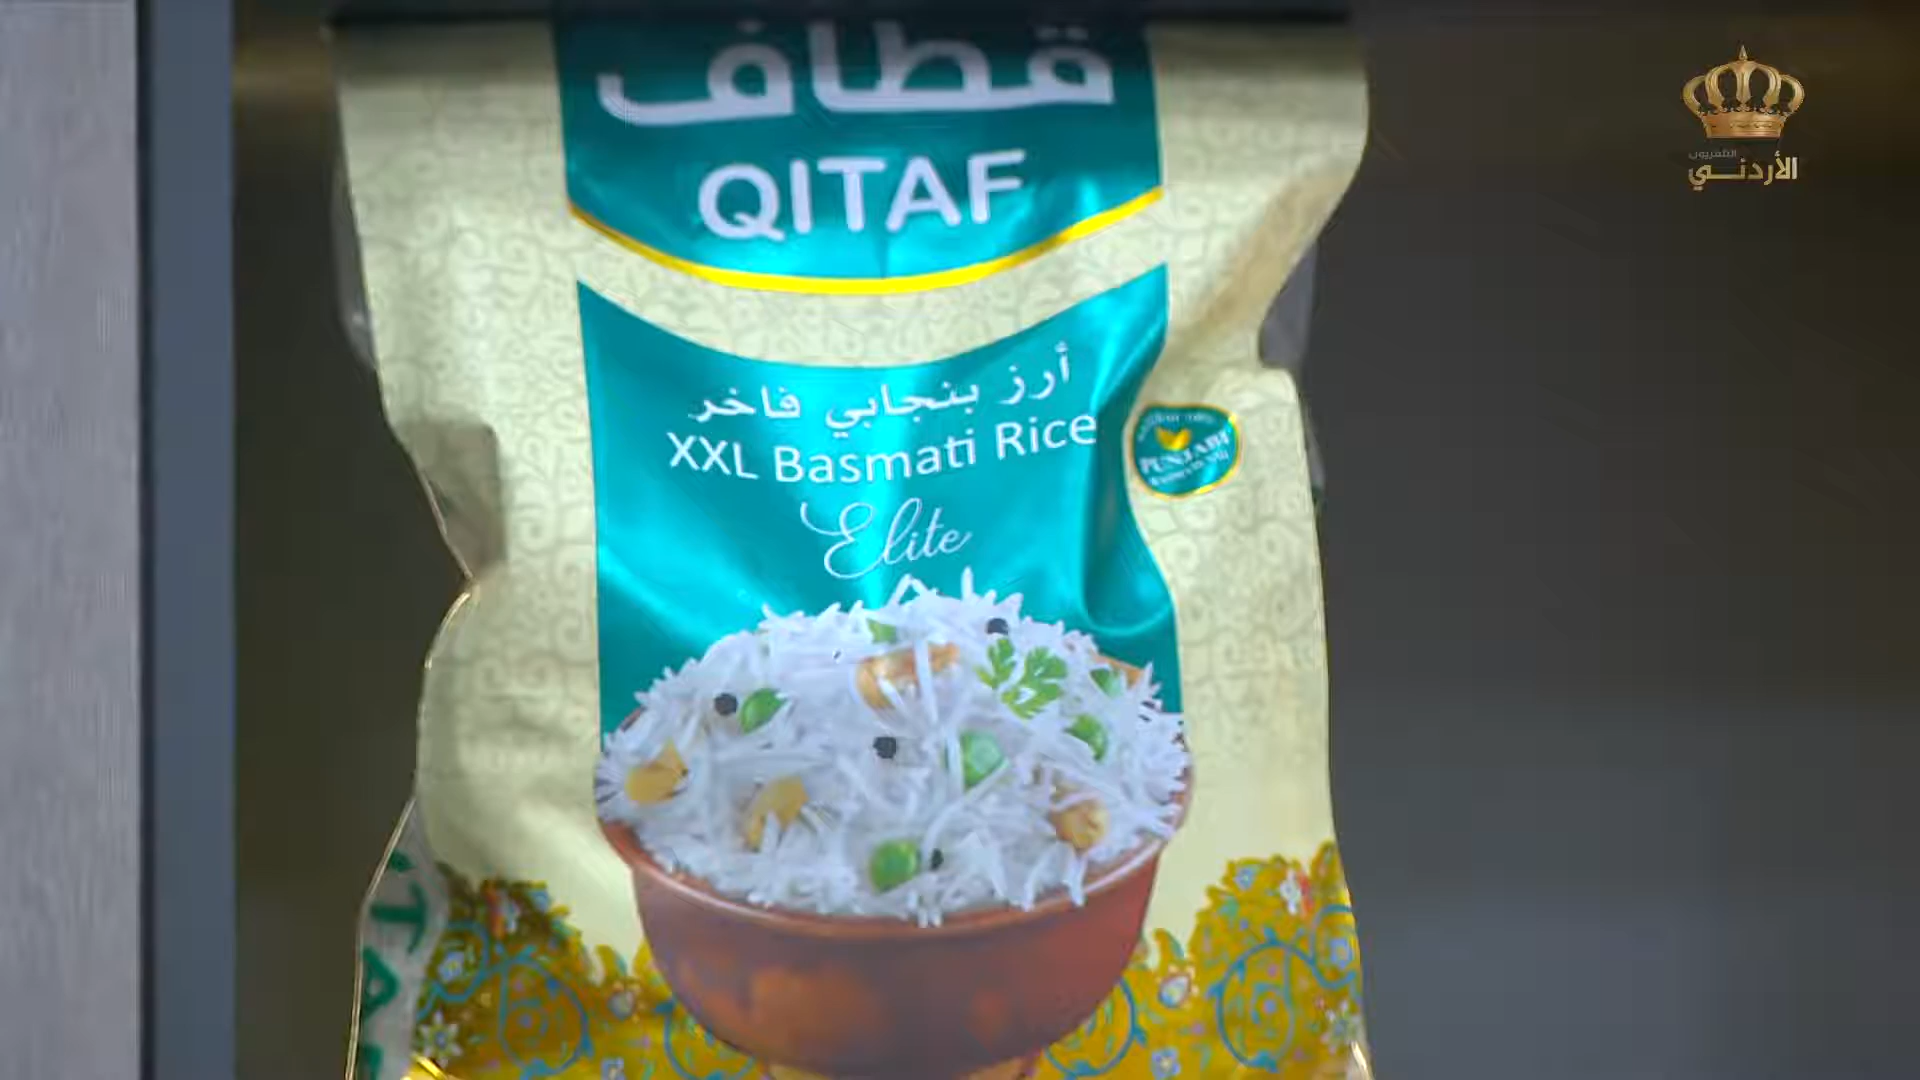 قطاف
QITAF
أرز بنجابي فاخر
XXL Basmati Rice
Elite
PUNJABI
التلفزيون
الأردني